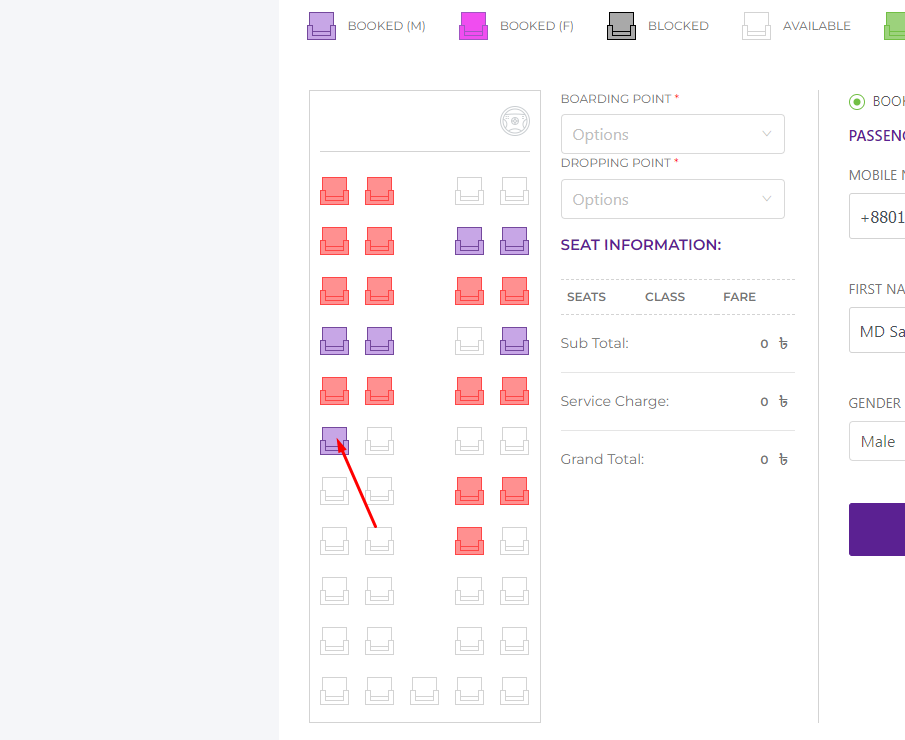 BOOKED (M) BOOKED (F) BLOCKED AVAILABLE
BOARDING POINT *
Options
DROPPING POINT *
Options
SEAT INFORMATION:
SEATS CLASS FARE
Sub Total: 0 ৳
Service Charge: 0 ৳
Grand Total: 0 ৳
BOOK
PASSENG
MOBILE N
+8801
FIRST NA
MD Sa
GENDER
Male